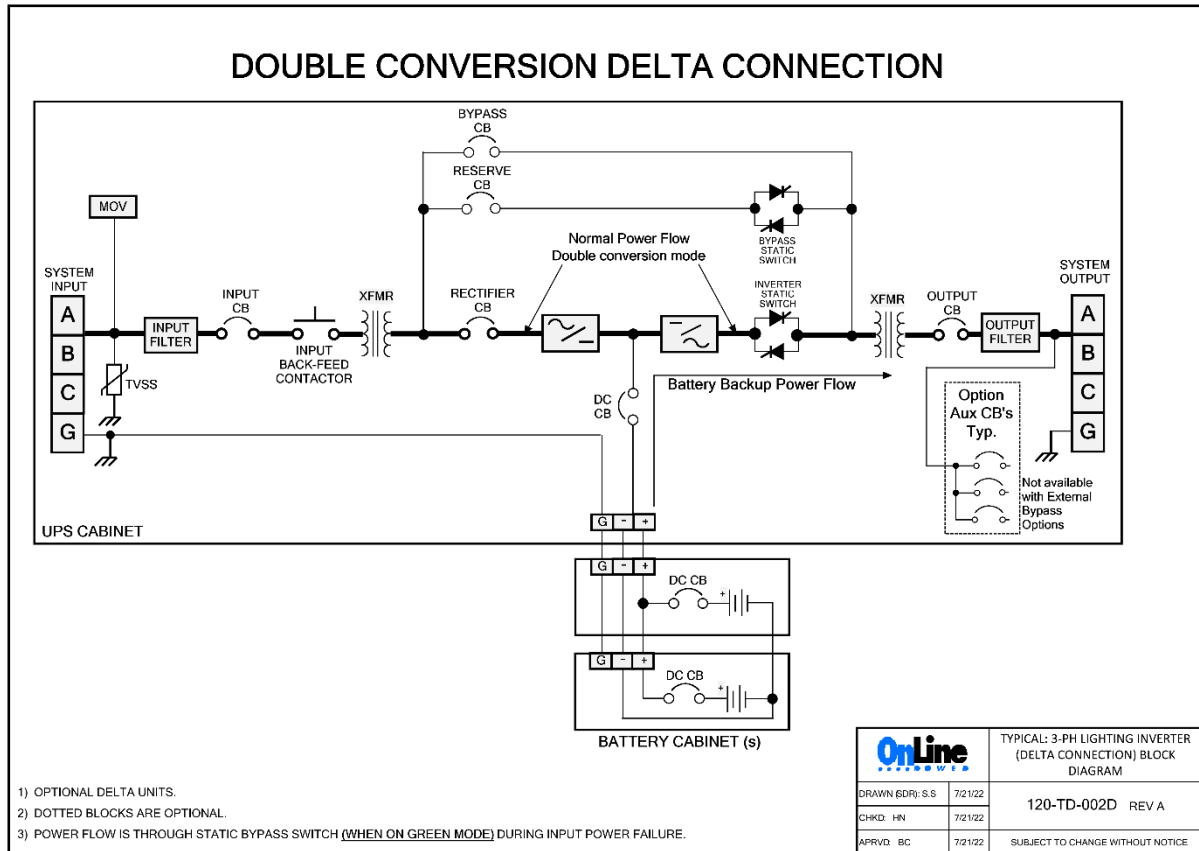 DOUBLE CONVERSION DELTA CONNECTION
BYPASS
CB
RESERVE
CB
MOV
BYPASS
STATIC
SWITCH
Normal Power Flow
Double conversion mode
SYSTEM
INPUT
A
B
C
G
INPUT
FILTER
INPUT
CB
INPUT
BACK-FEED
CONTACTOR
XFMR
RECTIFIER
CB
INVERTER
STATIC
SWITCH
XFMR
OUTPUT
CB
OUTPUT
FILTER
SYSTEM
OUTPUT
A
B
C
G
TVSS
DC
CB
Battery Backup Power Flow
Option
Aux CB's
Typ.
Not available
with External
Bypass
Options
UPS CABINET
G - +
G - +
DC CB
+
G - +
DC CB
+
BATTERY CABINET (s)
1) OPTIONAL DELTA UNITS.
2) DOTTED BLOCKS ARE OPTIONAL.
3) POWER FLOW IS THROUGH STATIC BYPASS SWITCH (WHEN ON GREEN MODE) DURING INPUT POWER FAILURE.
OnLine
POWER
TYPICAL: 3-PH LIGHTING INVERTER
(DELTA CONNECTION) BLOCK
DIAGRAM
DRAWN (SDR): S.S 7/21/22
CHKD: HN 7/21/22
APRVD: BC 7/21/22
120-TD-002D REV A
SUBJECT TO CHANGE WITHOUT NOTICE